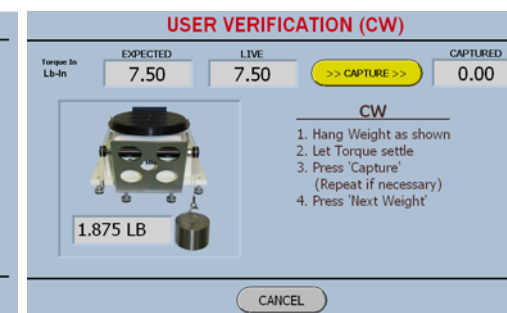 USER VERIFICATION (CW)
Torque In
Lb-In
EXPECTED
7.50
LIVE
7.50
>> CAPTURE >>
CAPTURED
0.00
1.875 LB
CW
1. Hang Weight as shown
2. Let Torque settle
3. Press 'Capture'
(Repeat if necessary)
4. Press 'Next Weight'
CANCEL